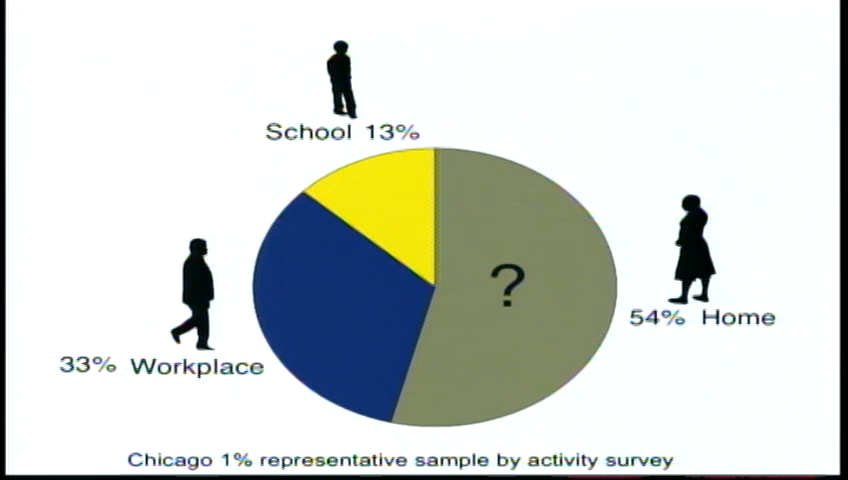 School 13%
?
54% Home
33% Workplace
Chicago 1% representative sample by activity survey